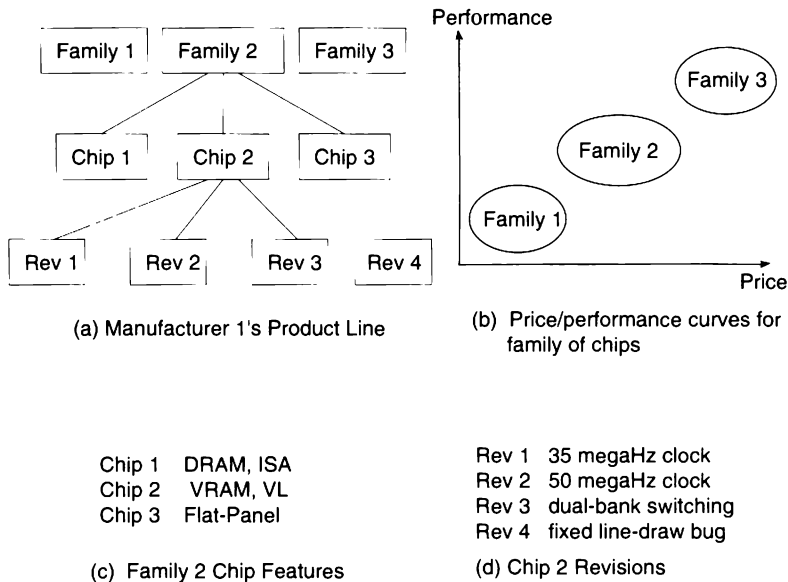 Family 1 Family 2 Family 3
Chip 1 Chip 2 Chip 3
Rev 1 Rev 2 Rev 3 Rev 4
(a) Manufacturer 1's Product Line
Performance
Family 3
Family 2
Family 1
Price
(b) Price/performance curves for
family of chips
Chip 1 DRAM, ISA
Chip 2 VRAM, VL
Chip 3 Flat-Panel
(c) Family 2 Chip Features
Rev 1 35 megaHz clock
Rev 2 50 megaHz clock
Rev 3 dual-bank switching
Rev 4 fixed line-draw bug
(d) Chip 2 Revisions